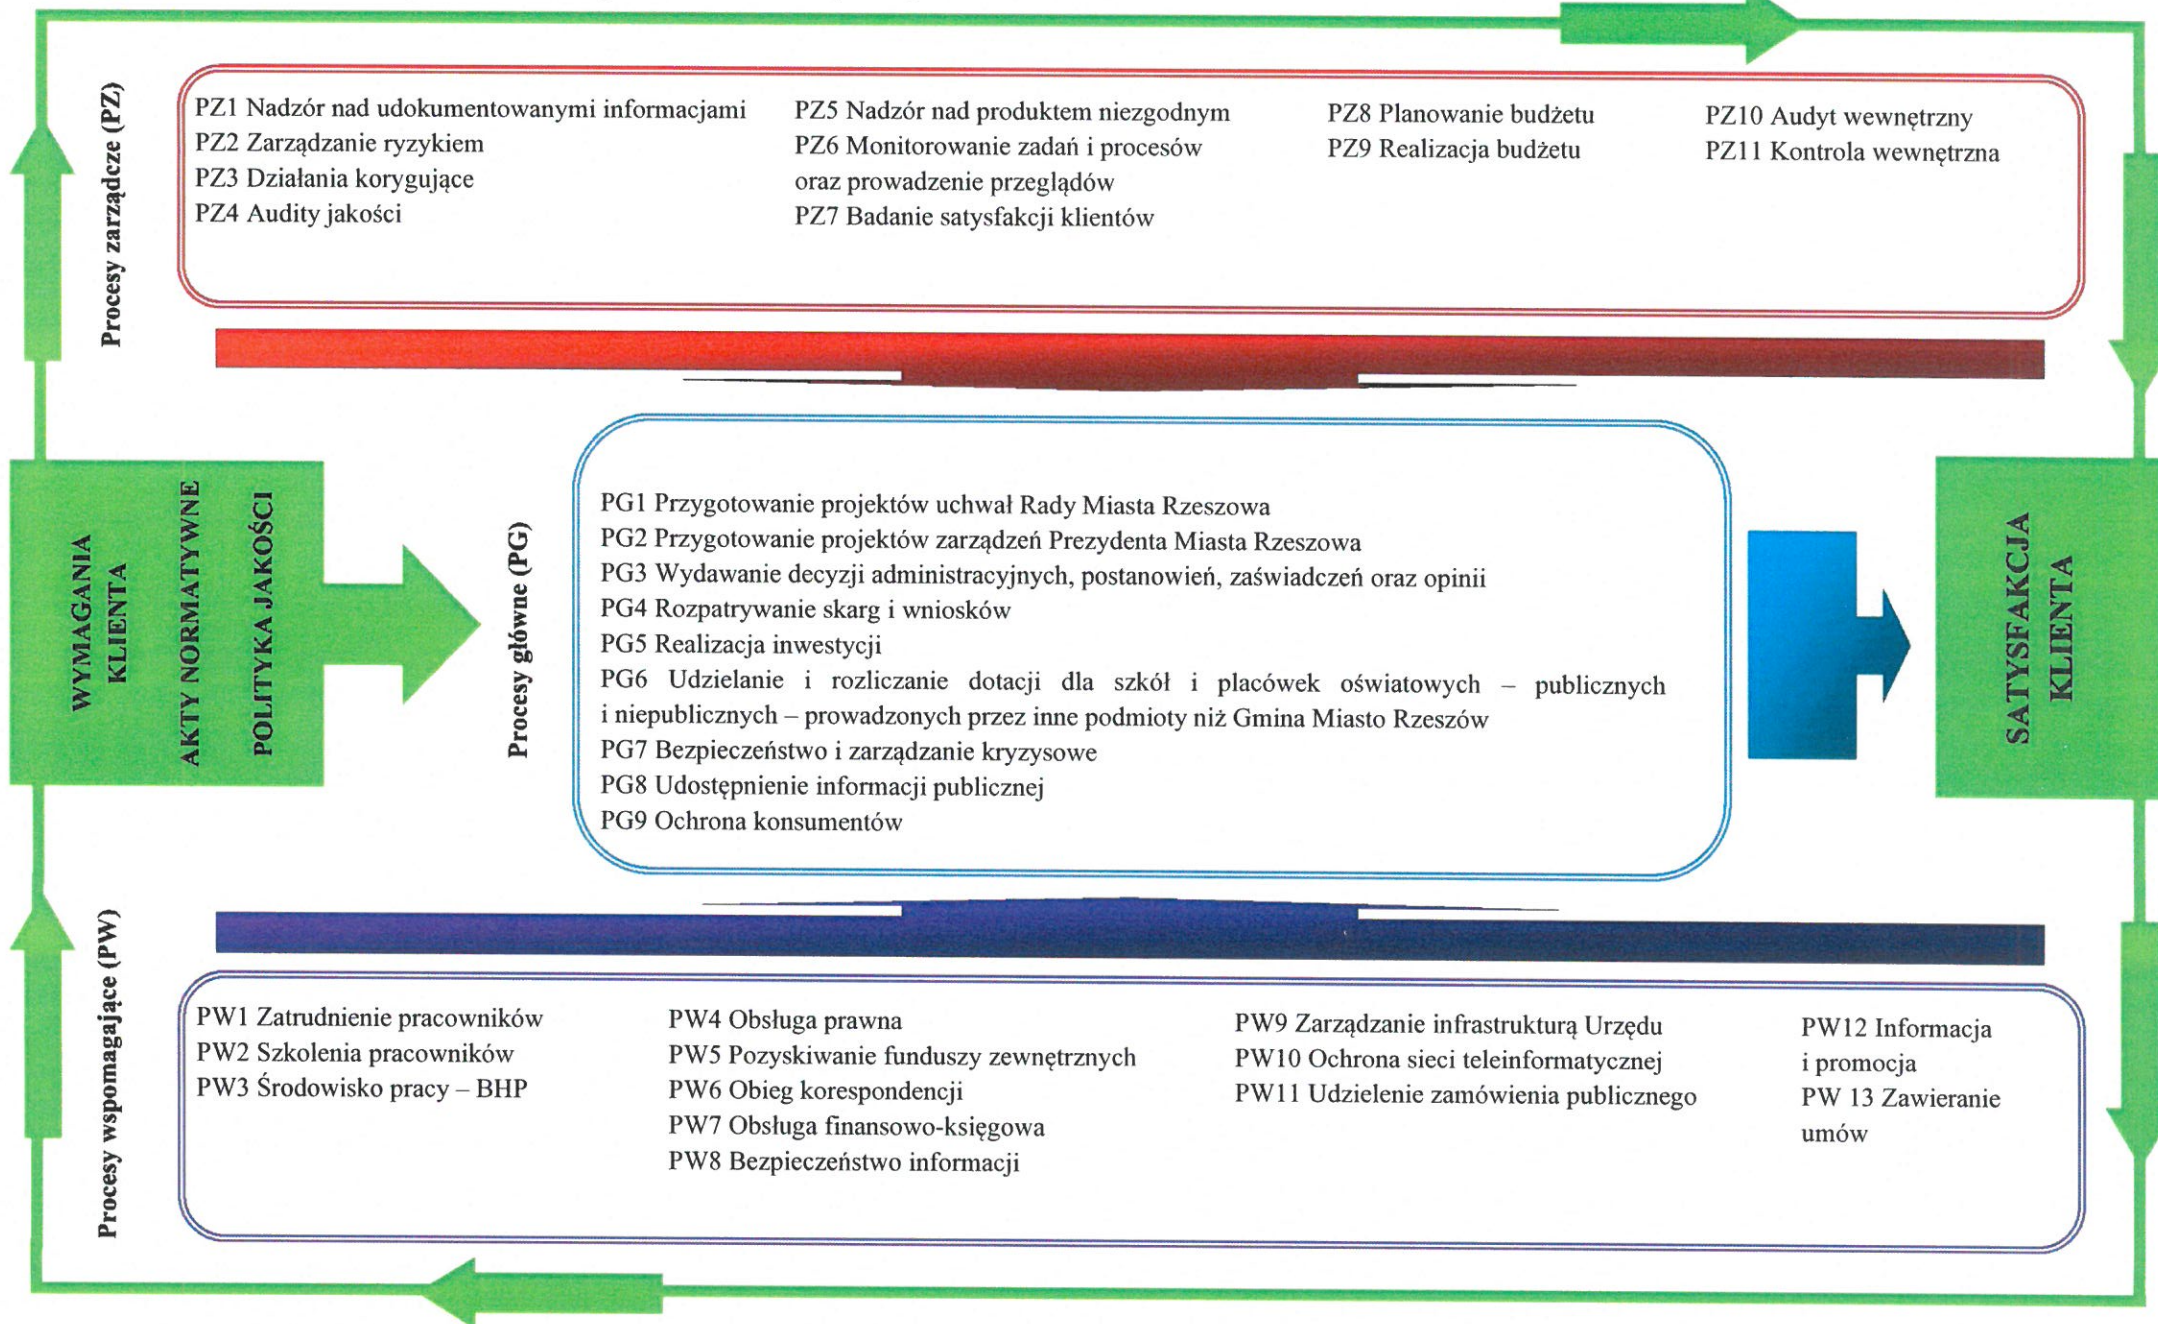 Procesy zarządcze (PZ)
PZ1 Nadzór nad udokumentowanymi informacjami
PZ2 Zarządzanie ryzykiem
PZ3 Działania korygujące
PZ4 Audity jakości
PZ5 Nadzór nad produktem niezgodnym
PZ6 Monitorowanie zadań i procesów
oraz prowadzenie przeglądów
PZ7 Badanie satysfakcji klientów
PZ8 Planowanie budżetu
PZ9 Realizacja budżetu
PZ10 Audyt wewnętrzny
PZ11 Kontrola wewnętrzna
WYMAGANIA
KLIENTA
AKTY NORMATYWNE
POLITYKA JAKOŚCI
Procesy główne (PG)
PG1 Przygotowanie projektów uchwał Rady Miasta Rzeszowa
PG2 Przygotowanie projektów zarządzeń Prezydenta Miasta Rzeszowa
PG3 Wydawanie decyzji administracyjnych, postanowień, zaświadczeń oraz opinii
PG4 Rozpatrywanie skarg i wniosków
PG5 Realizacja inwestycji
PG6 Udzielanie i rozliczanie dotacji dla szkół i placówek oświatowych – publicznych
i niepublicznych – prowadzonych przez inne podmioty niż Gmina Miasto Rzeszów
PG7 Bezpieczeństwo i zarządzanie kryzysowe
PG8 Udostępnienie informacji publicznej
PG9 Ochrona konsumentów
SATYSFAKCJA
KLIENTA
Procesy wspomagające (PW)
PW1 Zatrudnienie pracowników
PW2 Szkolenia pracowników
PW3 Środowisko pracy – BHP
PW4 Obsługa prawna
PW5 Pozyskiwanie funduszy zewnętrznych
PW6 Obieg korespondencji
PW7 Obsługa finansowo-księgowa
PW8 Bezpieczeństwo informacji
PW9 Zarządzanie infrastrukturą Urzędu
PW10 Ochrona sieci teleinformatycznej
PW11 Udzielenie zamówienia publicznego
PW12 Informacja
i promocja
PW 13 Zawieranie
umów